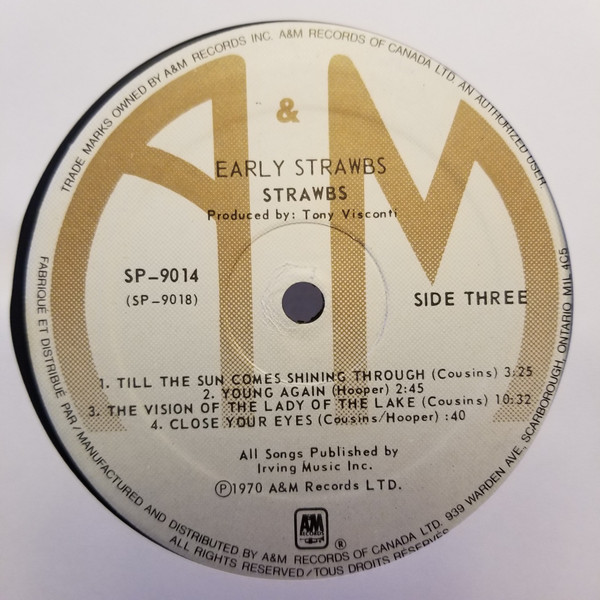 TRADE MARKS OWNED BY A&M RECORDS INC. A&M RECORDS OF CANADA LTD. AN AUTHORIZED USER.
A & M
EARLY STRAWBS
STRAWBS
Produced by: Tony Visconti
SP-9014
(SP-9018)
SIDE THREE
1. TILL THE SUN COMES SHINING THROUGH (Cousins) 3:25
2. YOUNG AGAIN (Hooper) 2:45
3. THE VISION OF THE LADY OF THE LAKE (Cousins) 10:32
4. CLOSE YOUR EYES (Cousins/Hooper) :40
All Songs Published by
Irving Music Inc.
Ⓟ1970 A&M Records LTD.
A&M
RECORDS
®
FABRIQUÉ ET DISTRIBUÉ PAR/MANUFACTURED AND DISTRIBUTED BY A&M RECORDS OF CANADA LTD. 939 WARDEN AVE, SCARBOROUGH, ONTARIO M1L 4C5
ALL RIGHTS RESERVED/TOUS DROITS RÉSERVÉS